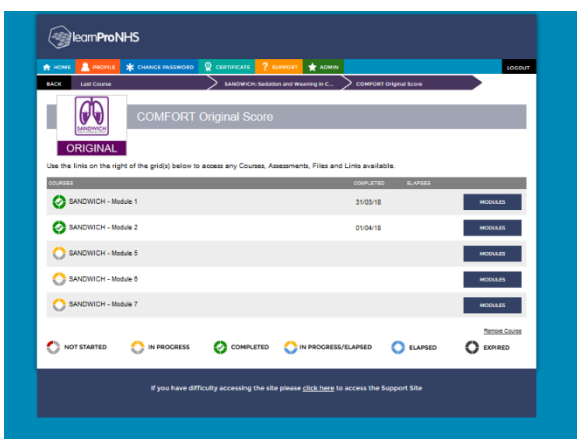 learnProNHS
HOME PROFILE CHANGE PASSWORD CERTIFICATE SUPPORT ADMIN LOGOUT
BACK Last Course SANDWICH: Sedation and Weaning in C... COMFORT Original Score
SANDWICH
ORIGINAL
COMFORT Original Score
Use the links on the right of the grid(s) below to access any Courses, Assessments, Files and Links available.
COURSES COMPLETED ELAPSES
SANDWICH - Module 1 31/03/18 MODULES
SANDWICH - Module 2 01/04/18 MODULES
SANDWICH - Module 5 MODULES
SANDWICH - Module 6 MODULES
SANDWICH - Module 7 MODULES
Remove Course
NOT STARTED IN PROGRESS COMPLETED IN PROGRESS/ELAPSED ELAPSED EXPIRED
If you have difficulty accessing the site please click here to access the Support Site